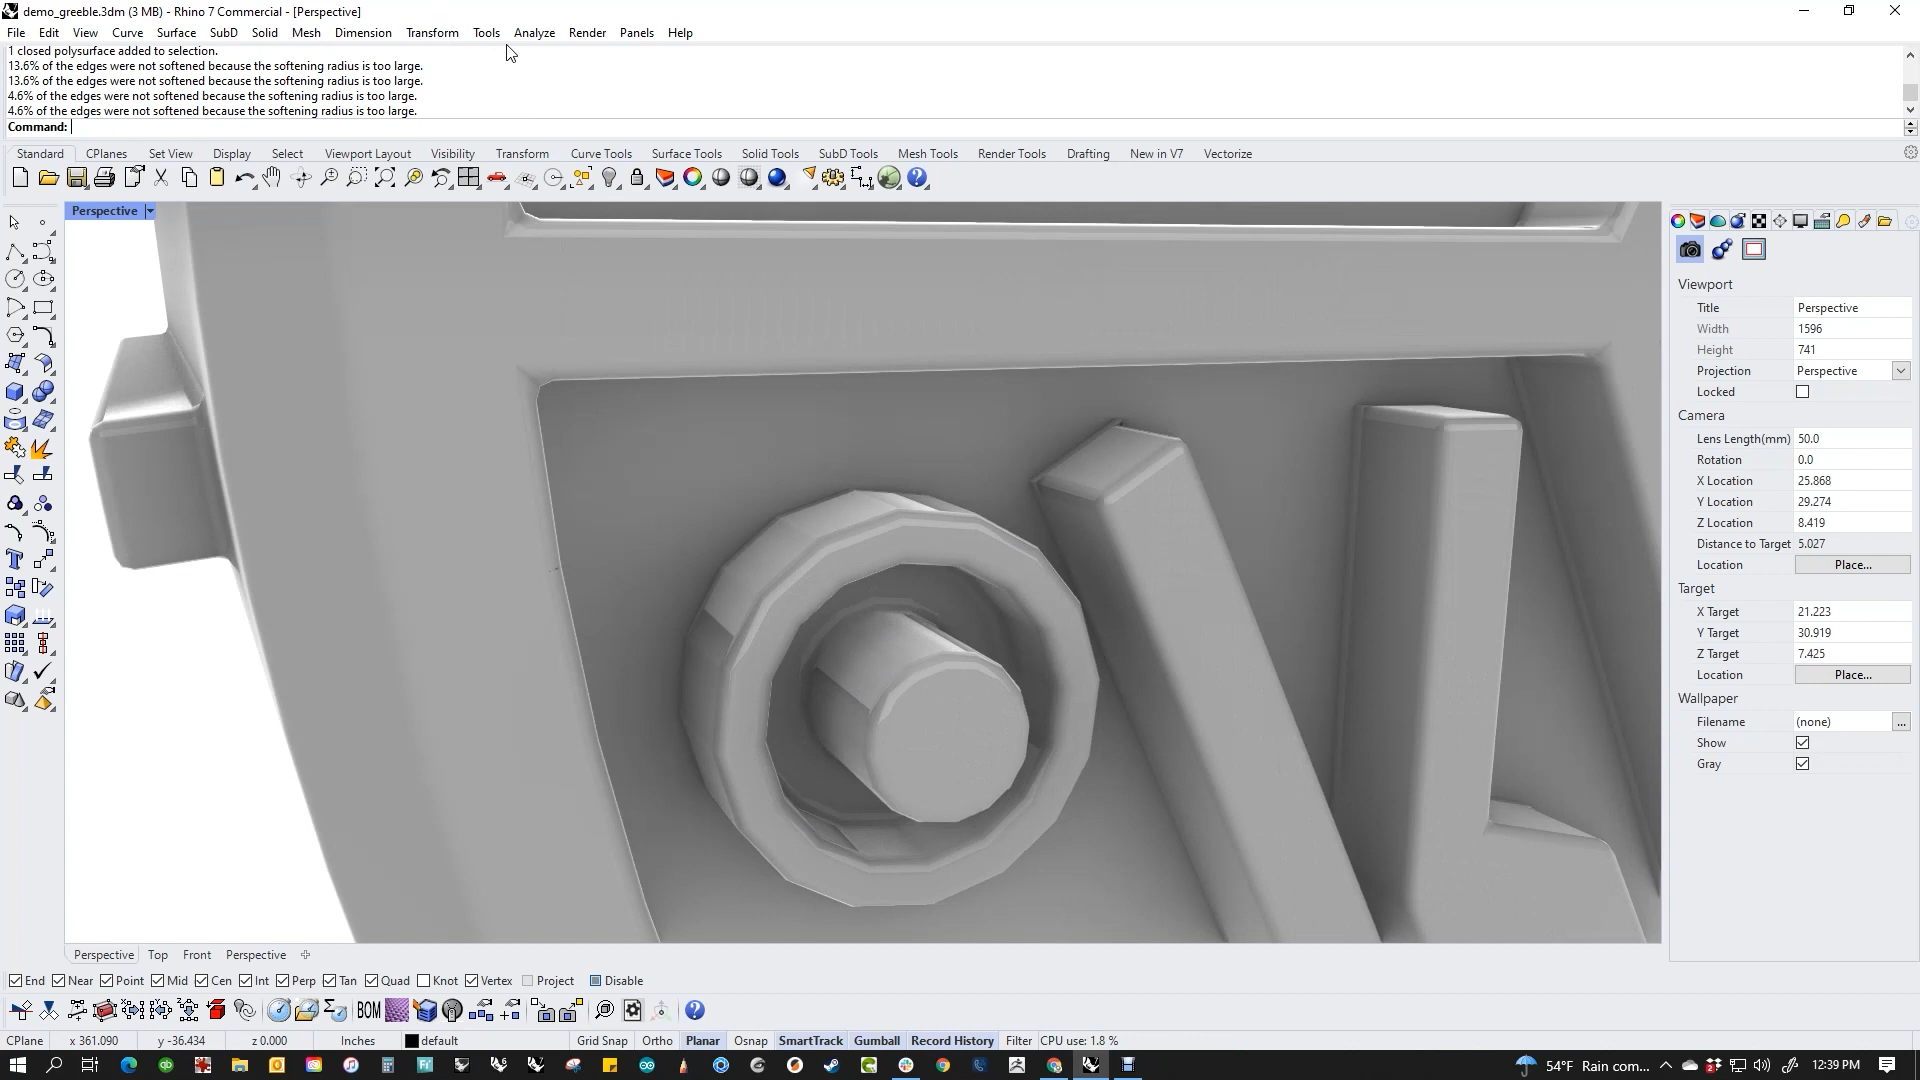 demo_greeble.3dm (3 MB) - Rhino 7 Commercial - [Perspective]
File Edit View Curve Surface SubD Solid Mesh Dimension Transform Tools Analyze Render Panels Help
1 closed polysurface added to selection.
13.6% of the edges were not softened because the softening radius is too large.
13.6% of the edges were not softened because the softening radius is too large.
4.6% of the edges were not softened because the softening radius is too large.
4.6% of the edges were not softened because the softening radius is too large.
Command:
Standard CPlanes Set View Display Select Viewport Layout Visibility Transform Curve Tools Surface Tools Solid Tools SubD Tools Mesh Tools Render Tools Drafting New in V7 Vectorize
Perspective
Viewport
Title Perspective
Width 1596
Height 741
Projection Perspective
Locked
Camera
Lens Length(mm) 50.0
Rotation 0.0
X Location 25.868
Y Location 29.274
Z Location 8.419
Distance to Target 5.027
Location Place...
Target
X Target 21.223
Y Target 30.919
Z Target 7.425
Location Place...
Wallpaper
Filename (none) ...
Show
Gray
Perspective Top Front Perspective
End Near Point Mid Cen Int Perp Tan Quad Knot Vertex Project Disable
BOM
CPlane x 361.090 y -36.434 z 0.000 Inches default Grid Snap Ortho Planar Osnap SmartTrack Gumball Record History Filter CPU use: 1.8 %
54°F Rain com... 12:39 PM